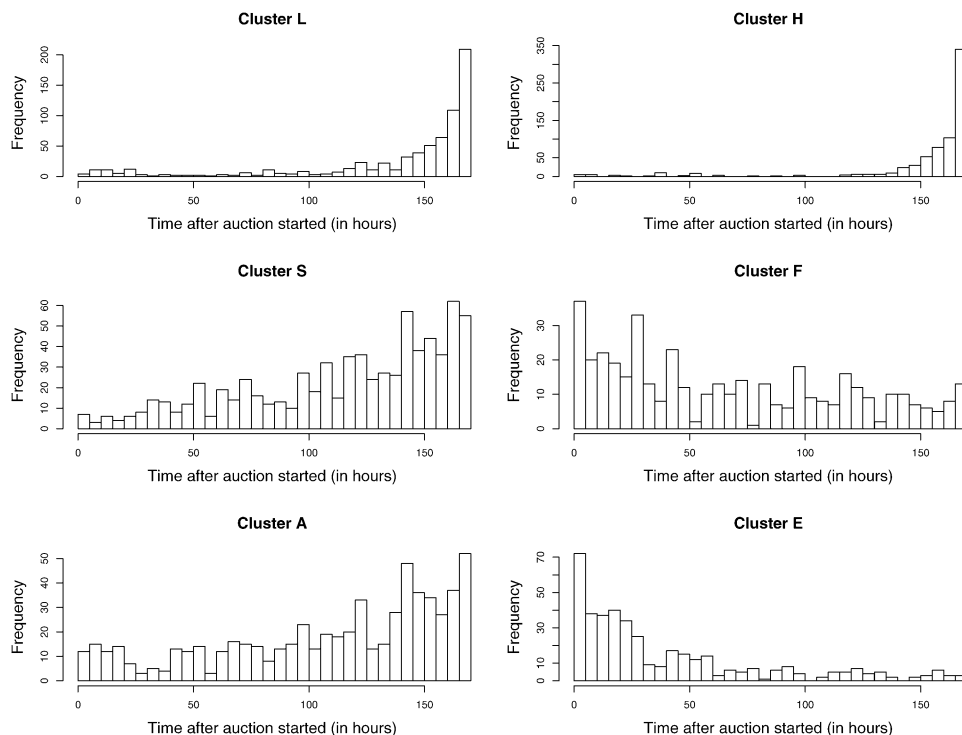 Cluster L
Frequency
0 50 100 150 200
0 50 100 150
Time after auction started (in hours)
Cluster H
Frequency
0 50 150 250 350
0 50 100 150
Time after auction started (in hours)
Cluster S
Frequency
0 10 20 30 40 50 60
0 50 100 150
Time after auction started (in hours)
Cluster F
Frequency
0 10 20 30
0 50 100 150
Time after auction started (in hours)
Cluster A
Frequency
0 10 20 30 40 50
0 50 100 150
Time after auction started (in hours)
Cluster E
Frequency
0 10 30 50 70
0 50 100 150
Time after auction started (in hours)